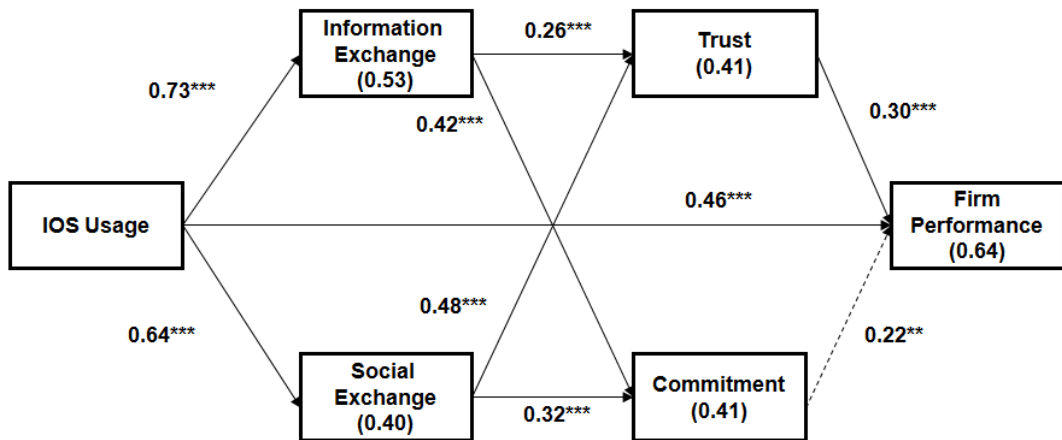 Information
Exchange
(0.53)
0.26***
Trust
(0.41)
0.73***
0.42***
0.30***
IOS Usage
0.46***
Firm
Performance
(0.64)
0.64***
0.48***
0.22**
Social
Exchange
(0.40)
0.32***
Commitment
(0.41)